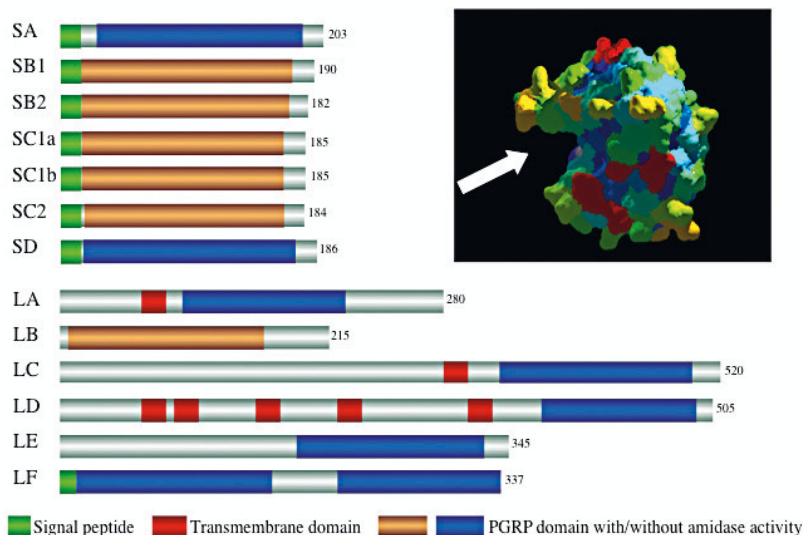 SA 203
SB1 190
SB2 182
SC1a 185
SC1b 185
SC2 184
SD 186
LA 280
LB 215
LC 520
LD 505
LE 345
LF 337
Signal peptide Transmembrane domain PGRP domain with/without amidase activity